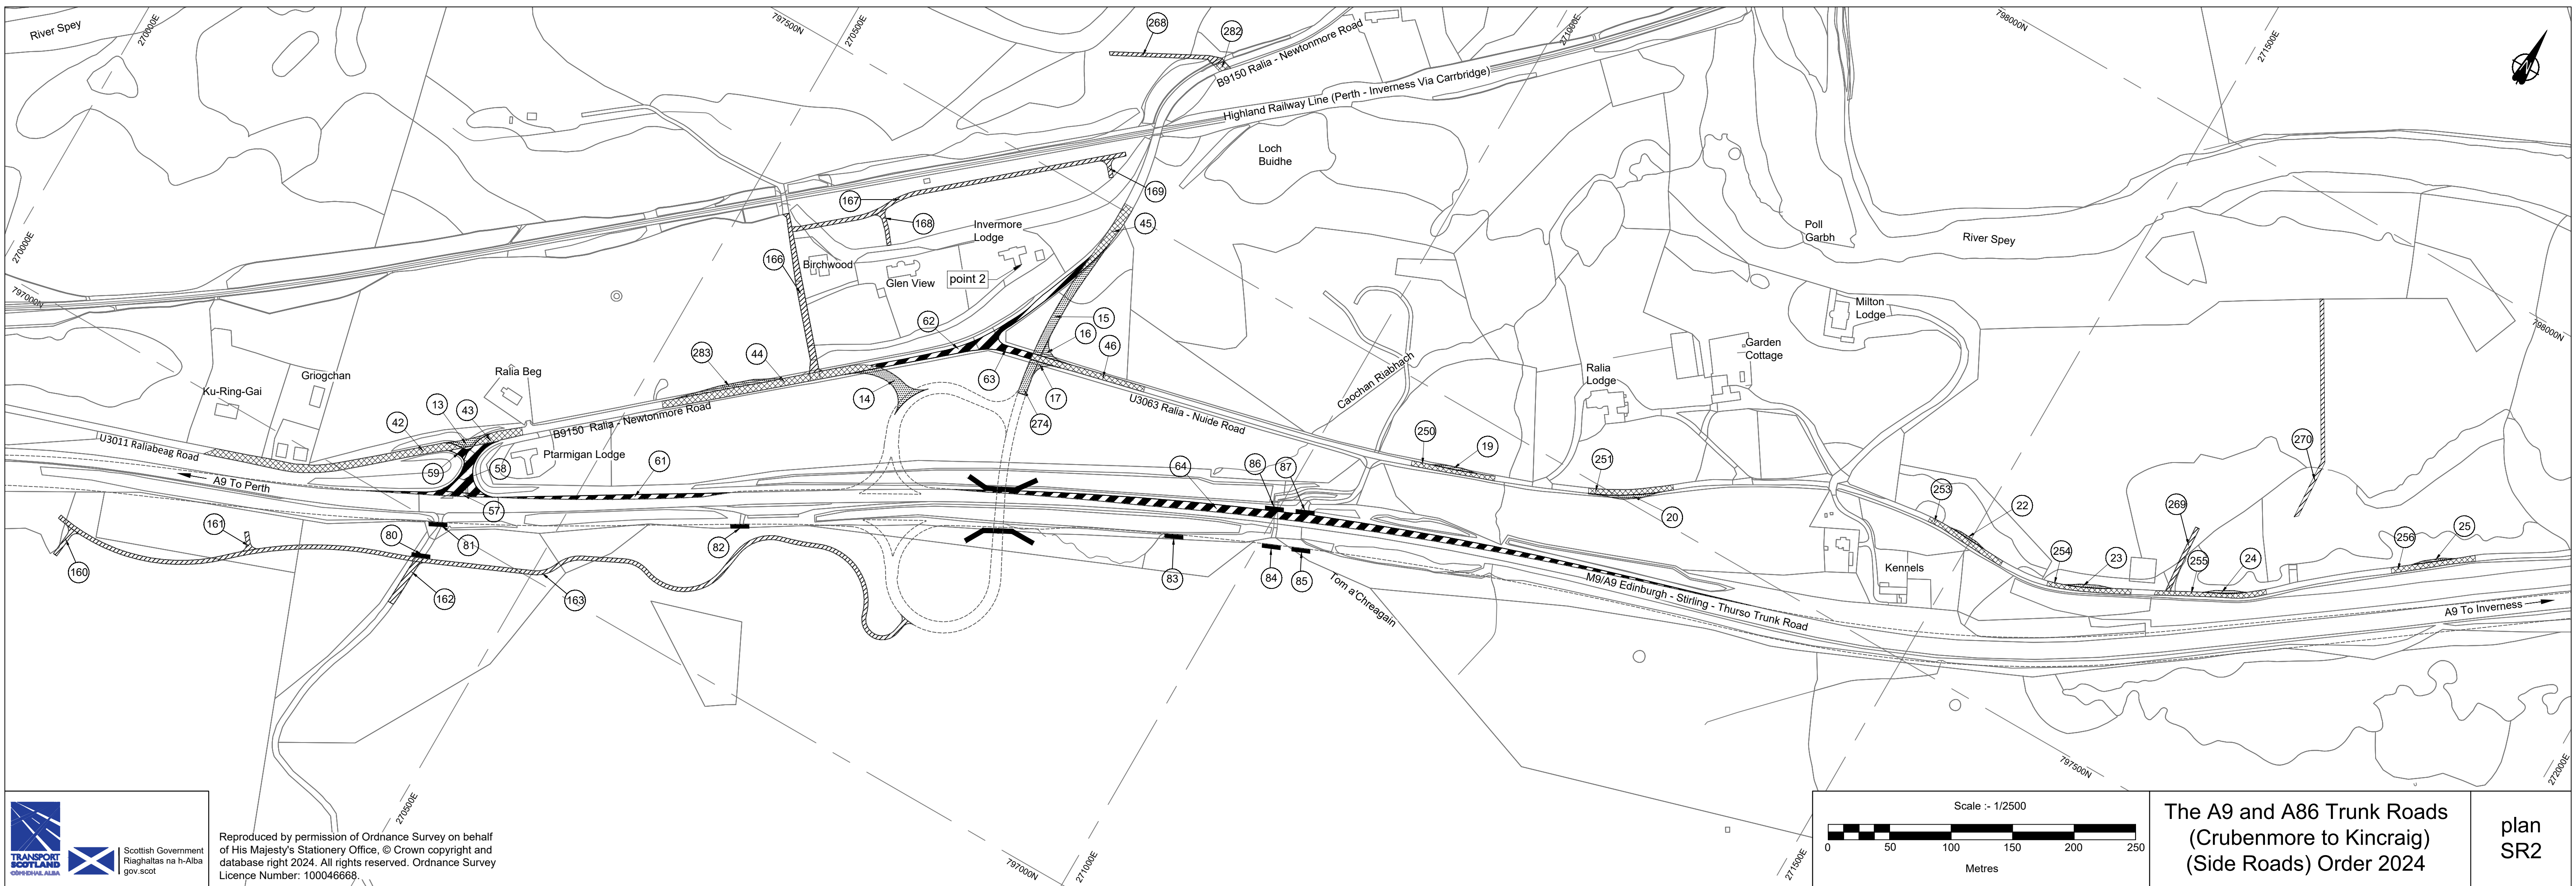 River Spey
270000E
797500N
270500E
268
282
B9150 Ralia - Newtonmore Road
271000E
798000N
271500E
Highland Railway Line (Perth - Inverness Via Carrbridge)
Loch
Buidhe
169
167
168
45
Invermore
Lodge
Poll
Garbh
River Spey
270000E
166
Birchwood
Glen View
point 2
797000N
Milton
Lodge
15
62
16
46
798000N
283
44
Garden
Cottage
Ralia
Lodge
Caochan Riabhach
Ralia Beg
Griogchan
Ku-Ring-Gai
63
14
17
274
13
43
42
B9150 Ralia - Newtonmore Road
U3063 Ralia - Nuide Road
U3011 Raliabeag Road
250
19
270
Ptarmigan Lodge
59
58
61
64
86
87
251
A9 To Perth
57
20
253
22
269
161
80
81
82
256
25
254
23
255
24
160
162
163
83
84
85
Kennels
Tom a'Chreagain
M9/A9 Edinburgh - Stirling - Thurso Trunk Road
A9 To Inverness
797500N
272000E
270500E
797000N
271000E
271500E
TRANSPORT
SCOTLAND
CÒMHDHAIL ALBA
Scottish Government
Riaghaltas na h-Alba
gov.scot
Reproduced by permission of Ordnance Survey on behalf
of His Majesty's Stationery Office, © Crown copyright and
database right 2024. All rights reserved. Ordnance Survey
Licence Number: 100046668.
Scale :- 1/2500
0 50 100 150 200 250
Metres
The A9 and A86 Trunk Roads
(Crubenmore to Kincraig)
(Side Roads) Order 2024
plan
SR2